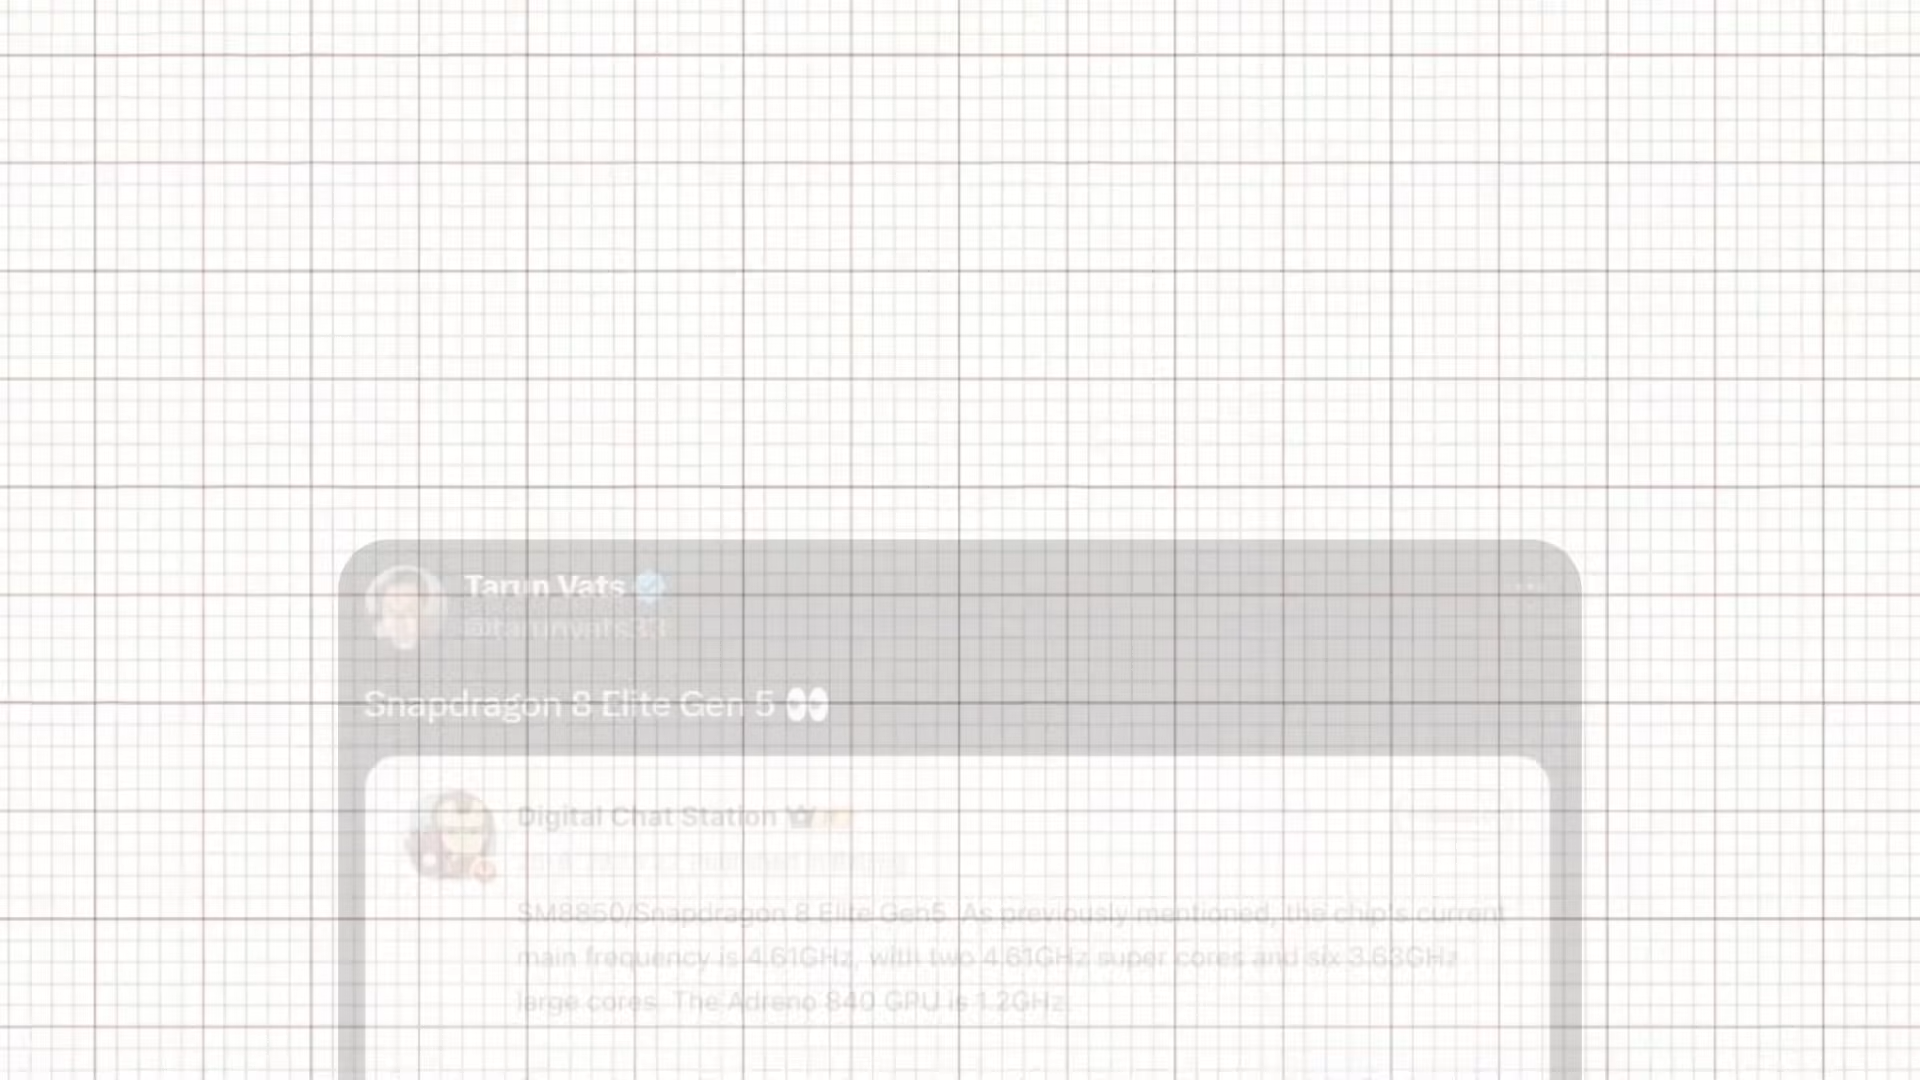 Tarun Vats
@tarunvats33
Snapdragon 8 Elite Gen 5 👀
Digital Chat Station
SM8850/Snapdragon 8 Elite Gen5. As previously mentioned, the chip's current
main frequency is 4.61GHz, with two 4.61GHz super cores and six 3.63GHz
large cores. The Adreno 840 GPU is 1.2GHz.